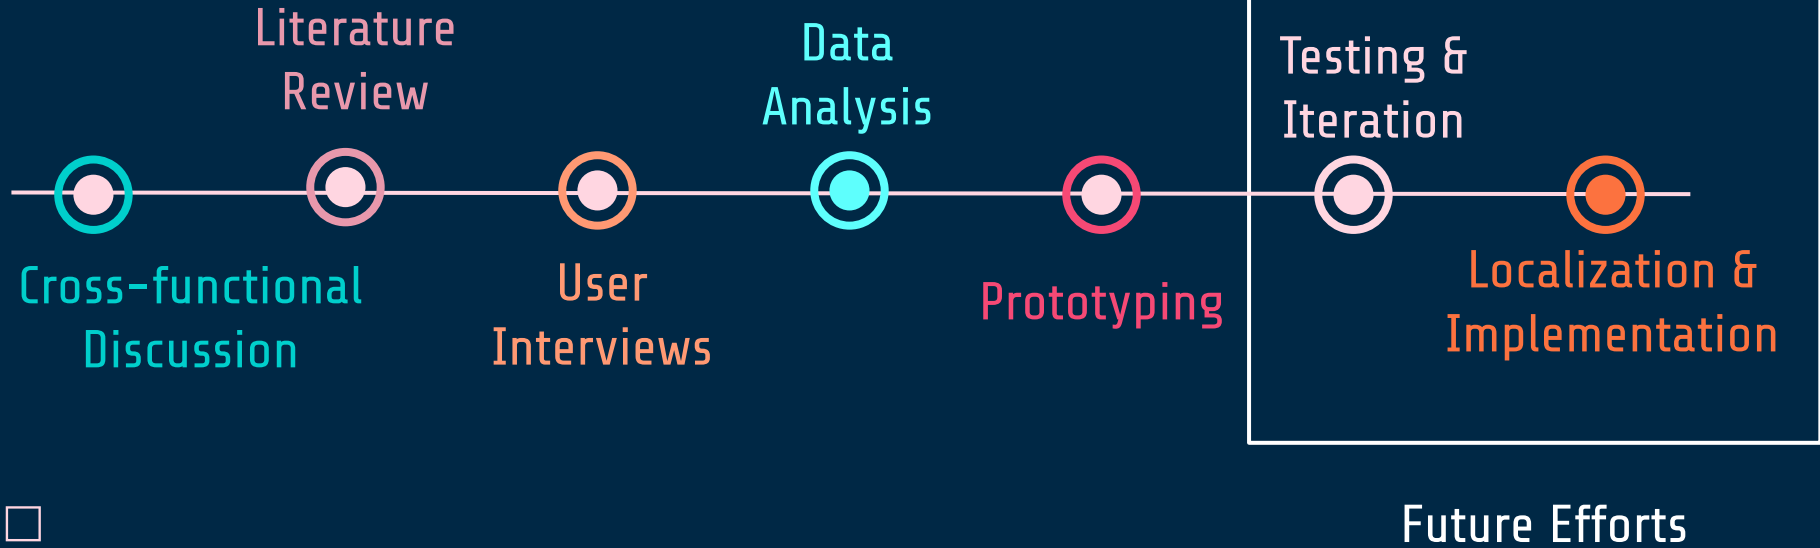 Literature
Review
Data
Analysis
Testing &
Iteration
Cross-functional
Discussion
User
Interviews
Prototyping
Localization &
Implementation
Future Efforts